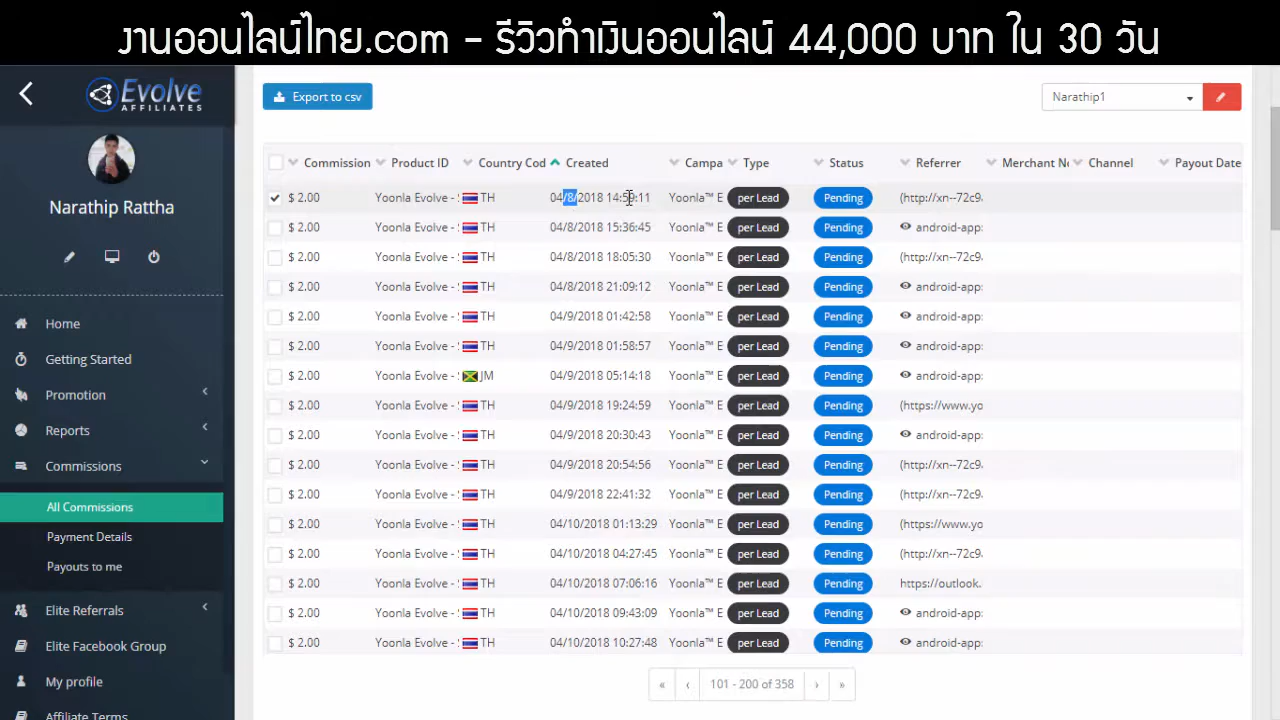 งานออนไลน์ไทย.com - รีวิวทำเงินออนไลน์ 44,000 บาท ใน 30 วัน
Evolve
AFFILIATES
Narathip Rattha
Home
Getting Started
Promotion
Reports
Commissions
All Commissions
Payment Details
Payouts to me
Elite Referrals
Elite Facebook Group
My profile
Affiliate Terms
Export to csv
Narathip1
Commission Product ID Country Cod Created Campa Type Status Referrer Merchant No Channel Payout Date
$ 2.00 Yoonla Evolve - TH 04/8/2018 14: :11 Yoonla™ E per Lead Pending (http://xn--72c9
$ 2.00 Yoonla Evolve - TH 04/8/2018 15:36:45 Yoonla™ E per Lead Pending android-app:
$ 2.00 Yoonla Evolve - TH 04/8/2018 18:05:30 Yoonla™ E per Lead Pending android-app:
$ 2.00 Yoonla Evolve - TH 04/8/2018 21:09:12 Yoonla™ E per Lead Pending android-app:
$ 2.00 Yoonla Evolve - TH 04/9/2018 01:42:58 Yoonla™ E per Lead Pending android-app:
$ 2.00 Yoonla Evolve - TH 04/9/2018 01:58:57 Yoonla™ E per Lead Pending android-app:
$ 2.00 Yoonla Evolve - JM 04/9/2018 05:14:18 Yoonla™ E per Lead Pending android-app:
$ 2.00 Yoonla Evolve - TH 04/9/2018 19:24:59 Yoonla™ E per Lead Pending (https://www.yo
$ 2.00 Yoonla Evolve - TH 04/9/2018 20:30:43 Yoonla™ E per Lead Pending android-app:
$ 2.00 Yoonla Evolve - TH 04/9/2018 20:54:56 Yoonla™ E per Lead Pending (http://xn--72c9
$ 2.00 Yoonla Evolve - TH 04/9/2018 22:41:32 Yoonla™ E per Lead Pending (http://xn--72c9
$ 2.00 Yoonla Evolve - TH 04/10/2018 01:13:29 Yoonla™ E per Lead Pending (https://www.yo
$ 2.00 Yoonla Evolve - TH 04/10/2018 04:27:45 Yoonla™ E per Lead Pending (http://xn--72c9
$ 2.00 Yoonla Evolve - TH 04/10/2018 07:06:16 Yoonla™ E per Lead Pending https://outlook.
$ 2.00 Yoonla Evolve - TH 04/10/2018 09:43:09 Yoonla™ E per Lead Pending android-app:
$ 2.00 Yoonla Evolve - TH 04/10/2018 10:27:48 Yoonla™ E per Lead Pending android-app:
« ‹ 101 - 200 of 358 › »